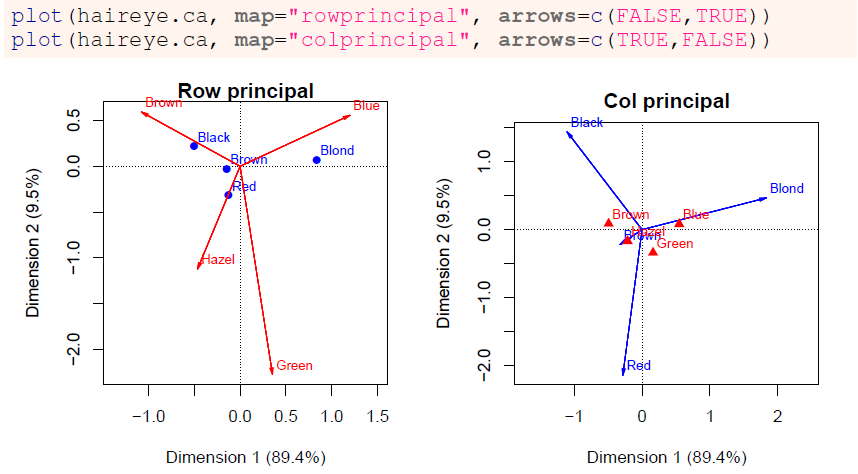 plot(haireye.ca, map="rowprincipal", arrows=c(FALSE,TRUE))
plot(haireye.ca, map="colprincipal", arrows=c(TRUE,FALSE))
Row principal
Brown
Blue
Black
Blond
Brown
Red
Hazel
Green
0.5
0.0
−1.0
−2.0
Dimension 2 (9.5%)
−1.0
0.0
0.5
1.0
1.5
Dimension 1 (89.4%)
Col principal
Black
Blond
Brown
Blue
Hazel
Brown
Green
Red
1.0
0.0
−1.0
−2.0
Dimension 2 (9.5%)
−1
0
1
2
Dimension 1 (89.4%)